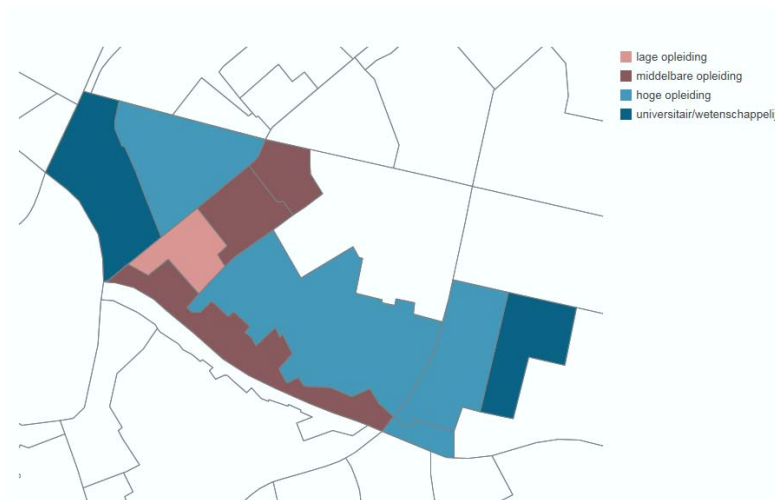 lage opleiding
middelbare opleiding
hoge opleiding
universitair/wetenschappelij